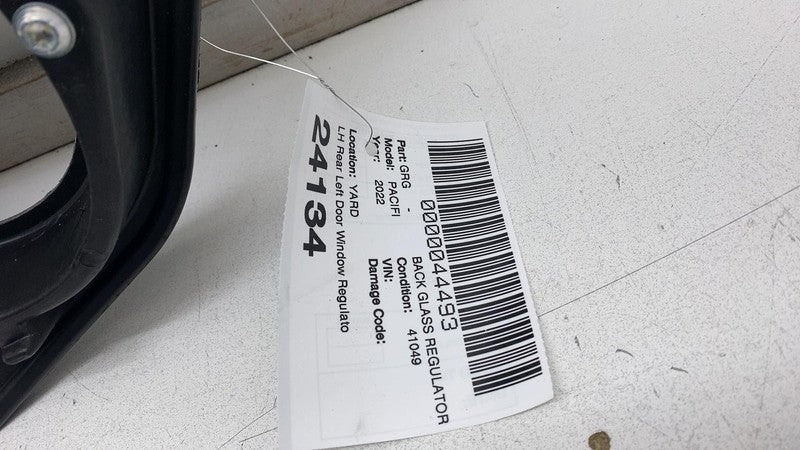 0000044493
Part: GRG - BACK GLASS REGULATOR
Model: PACIFI Condition: 41049
Year: 2022 VIN:
Damage Code:
Location: YARD
LH Rear Left Door Window Regulato
24134